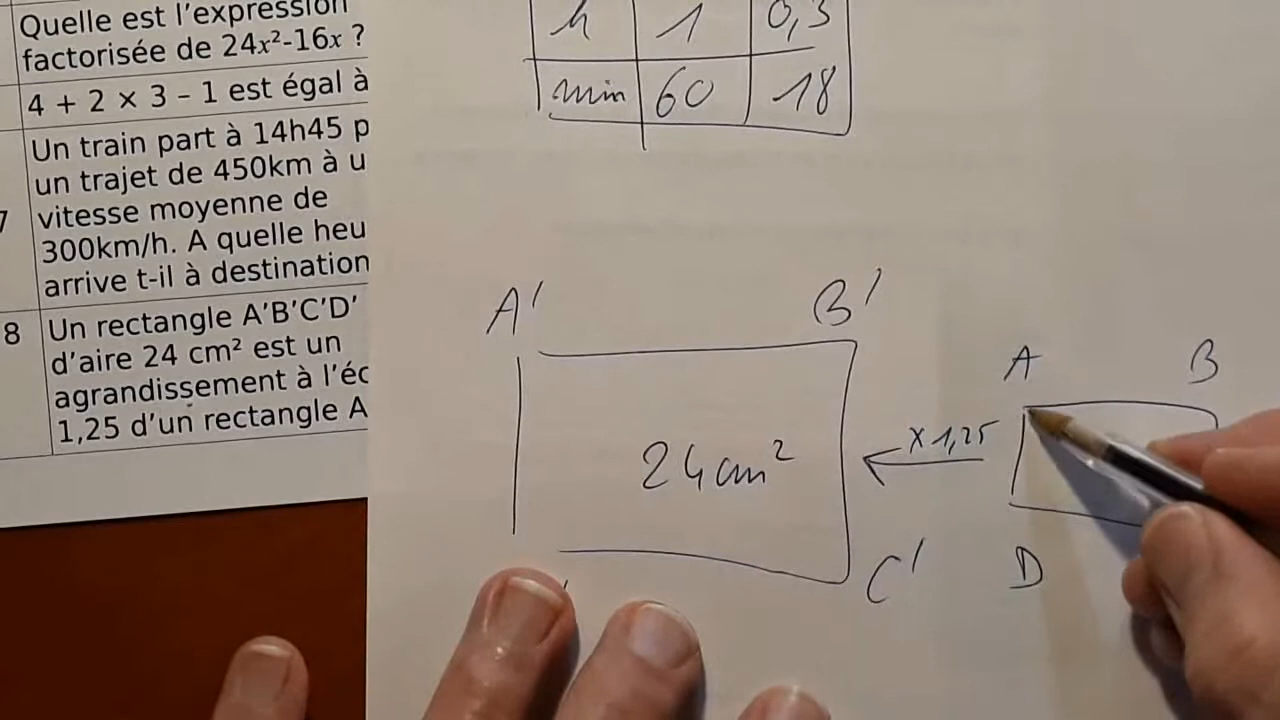 Quelle est l'expression
factorisée de 24x²-16x ?
4 + 2 × 3 – 1 est égal à
Un train part à 14h45 p
un trajet de 450km à u
7 vitesse moyenne de
300km/h. A quelle heu
arrive t-il à destination
8 Un rectangle A'B'C'D'
d'aire 24 cm² est un
agrandissement à l'éc
1,25 d'un rectangle A
h 1 0,3
min 60 18
A' B'
24cm²
C'
× 1,25
A B
D